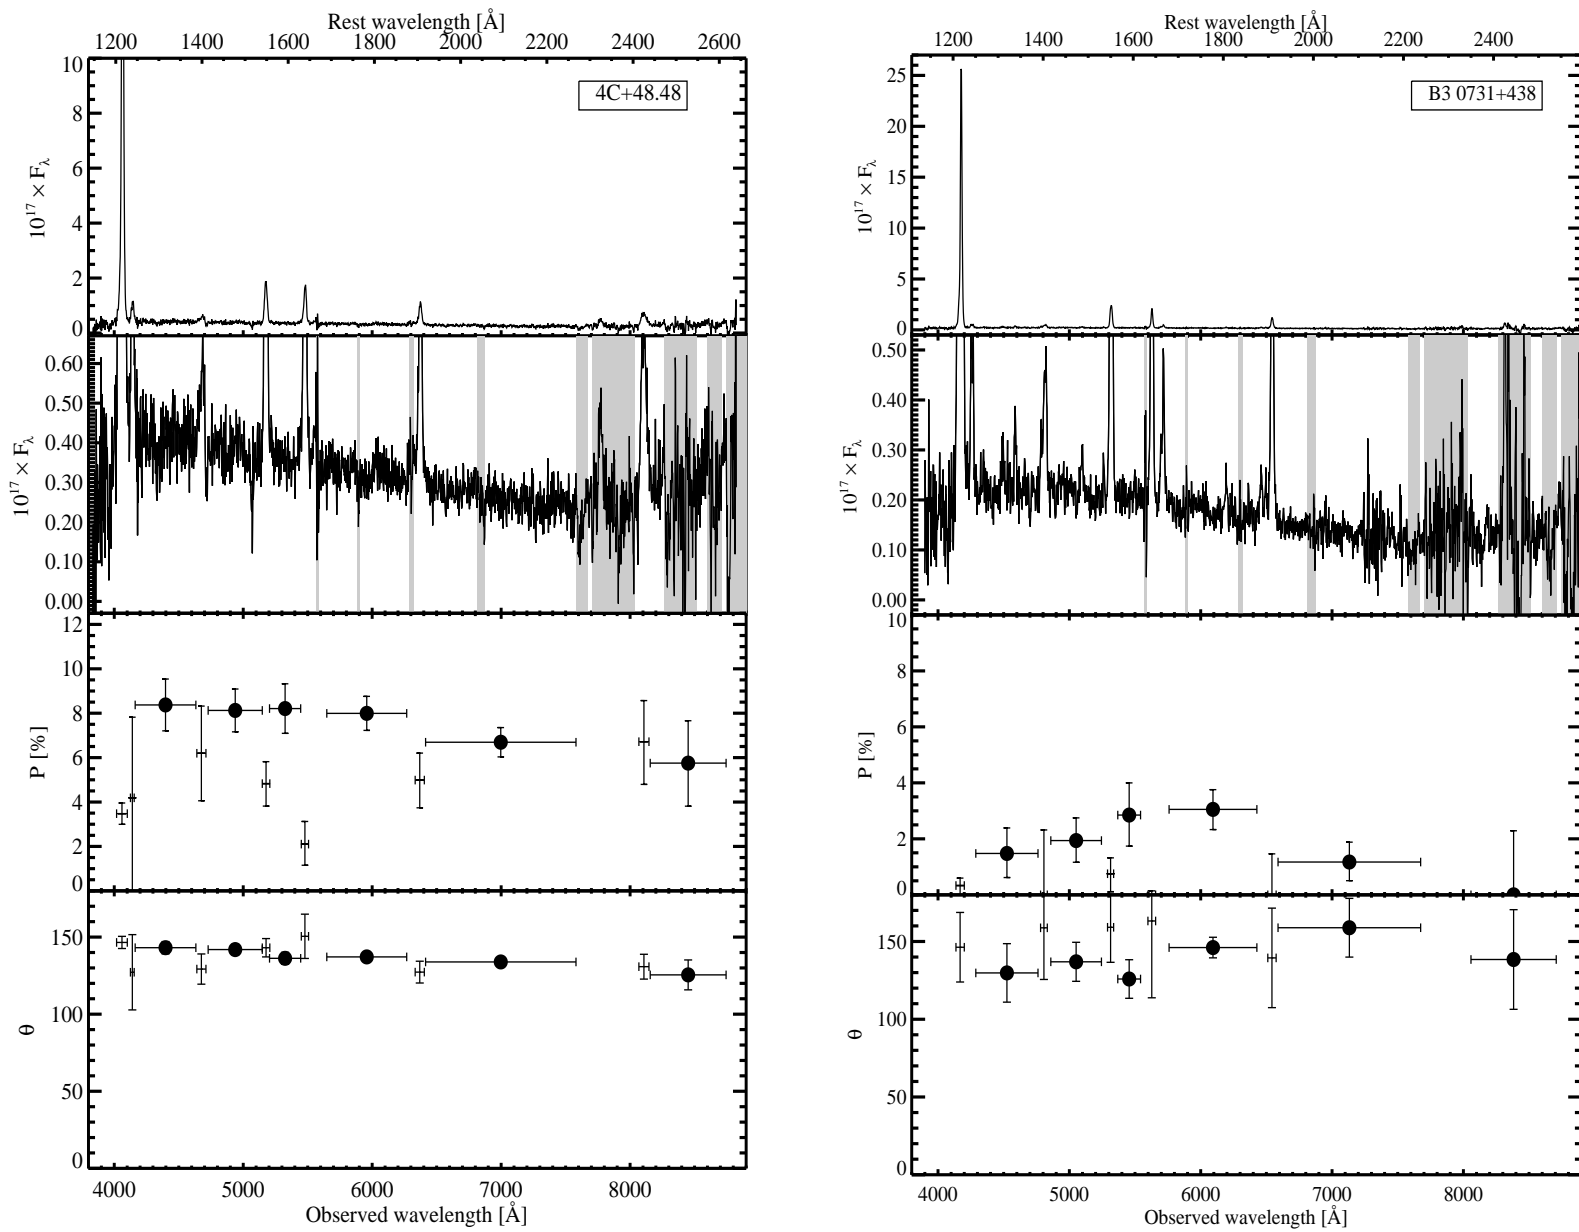 Rest wavelength [Å]
1200 1400 1600 1800 2000 2200 2400 2600
4C+48.48
10
8
6
4
2
0
10¹⁷ × F_λ
0.60
0.50
0.40
0.30
0.20
0.10
0.00
10¹⁷ × F_λ
12
10
8
6
4
2
0
P [%]
150
100
50
0
θ
4000 5000 6000 7000 8000
Observed wavelength [Å]
Rest wavelength [Å]
1200 1400 1600 1800 2000 2200 2400
B3 0731+438
25
20
15
10
5
0
10¹⁷ × F_λ
0.50
0.40
0.30
0.20
0.10
0.00
10¹⁷ × F_λ
10
8
6
4
2
0
P [%]
150
100
50
0
θ
4000 5000 6000 7000 8000
Observed wavelength [Å]